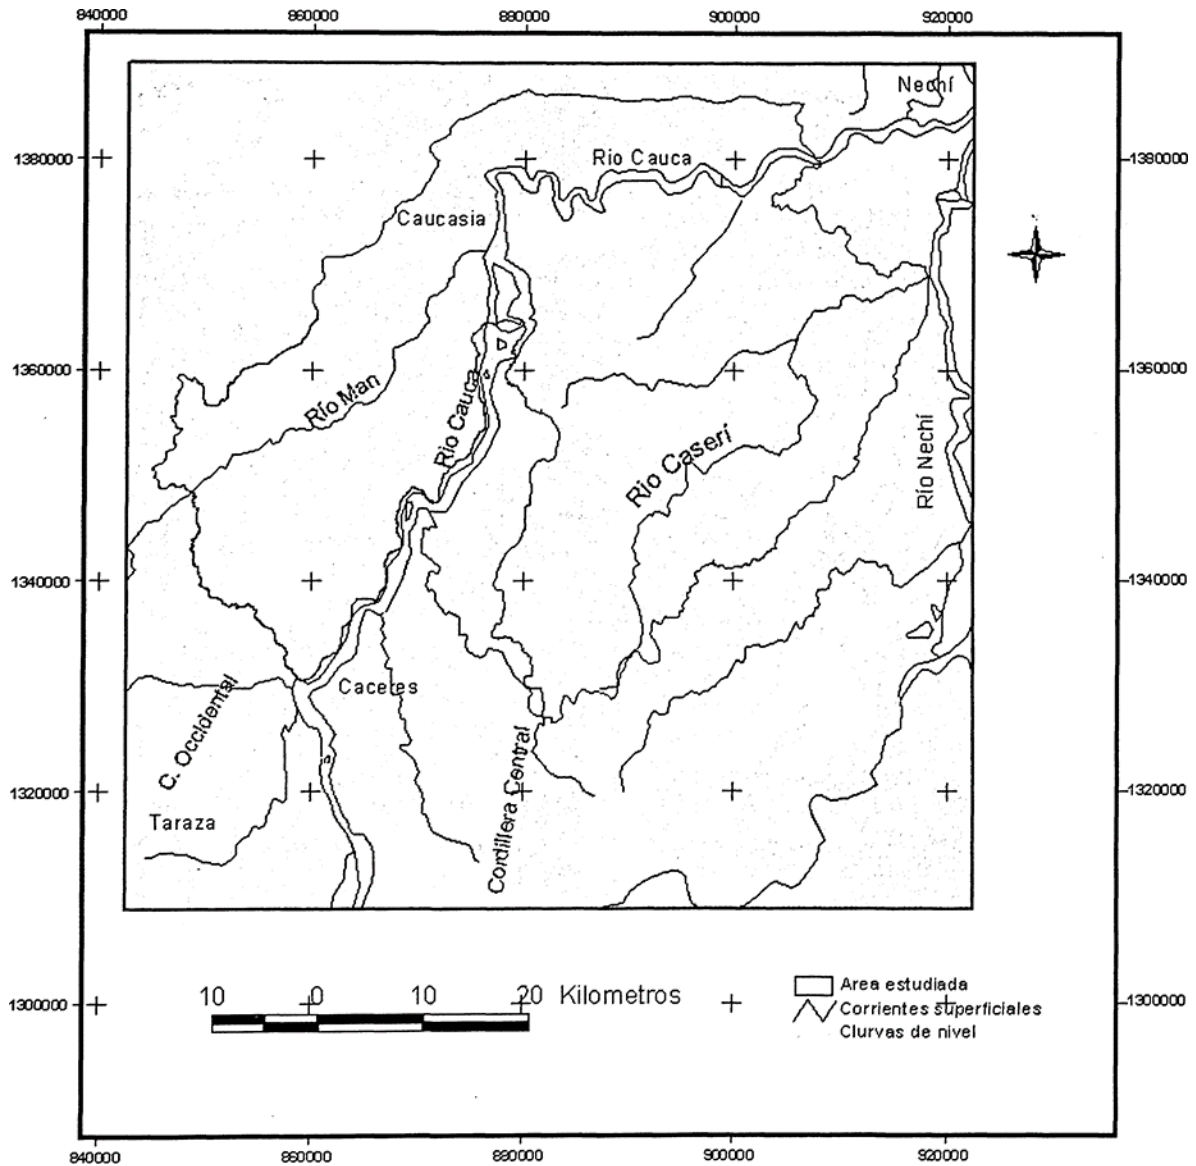 840000 860000 880000 900000 920000
Nechí
1380000 Rio Cauca 1380000
Caucasia
1360000 1360000
Río Man
Rio Cauca
Río Caserí
Río Nechí
1340000 1340000
Caceres
C. Occidental
Cordillera Central
1320000 1320000
Taraza
10 0 10 20 Kilometros
Area estudiada
1300000 1300000
Corrientes superficiales
Clurvas de nivel
840000 860000 880000 900000 920000